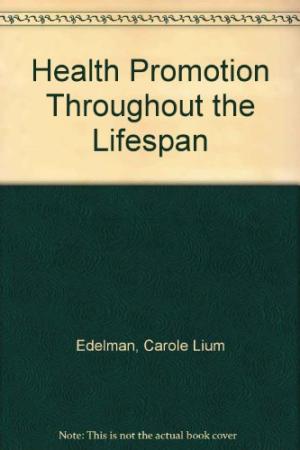 Health Promotion
Throughout the
Lifespan
Edelman, Carole Lium
Note: This is not the actual book cover